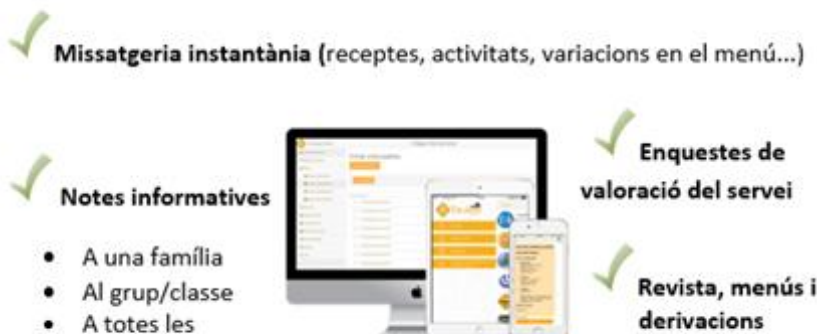 Missatgeria instantània (receptes, activitats, variacions en el menú...)
Enquestes de
valoració del servei
Notes informatives
• A una família
• Al grup/classe
• A totes les
Revista, menús i
derivacions